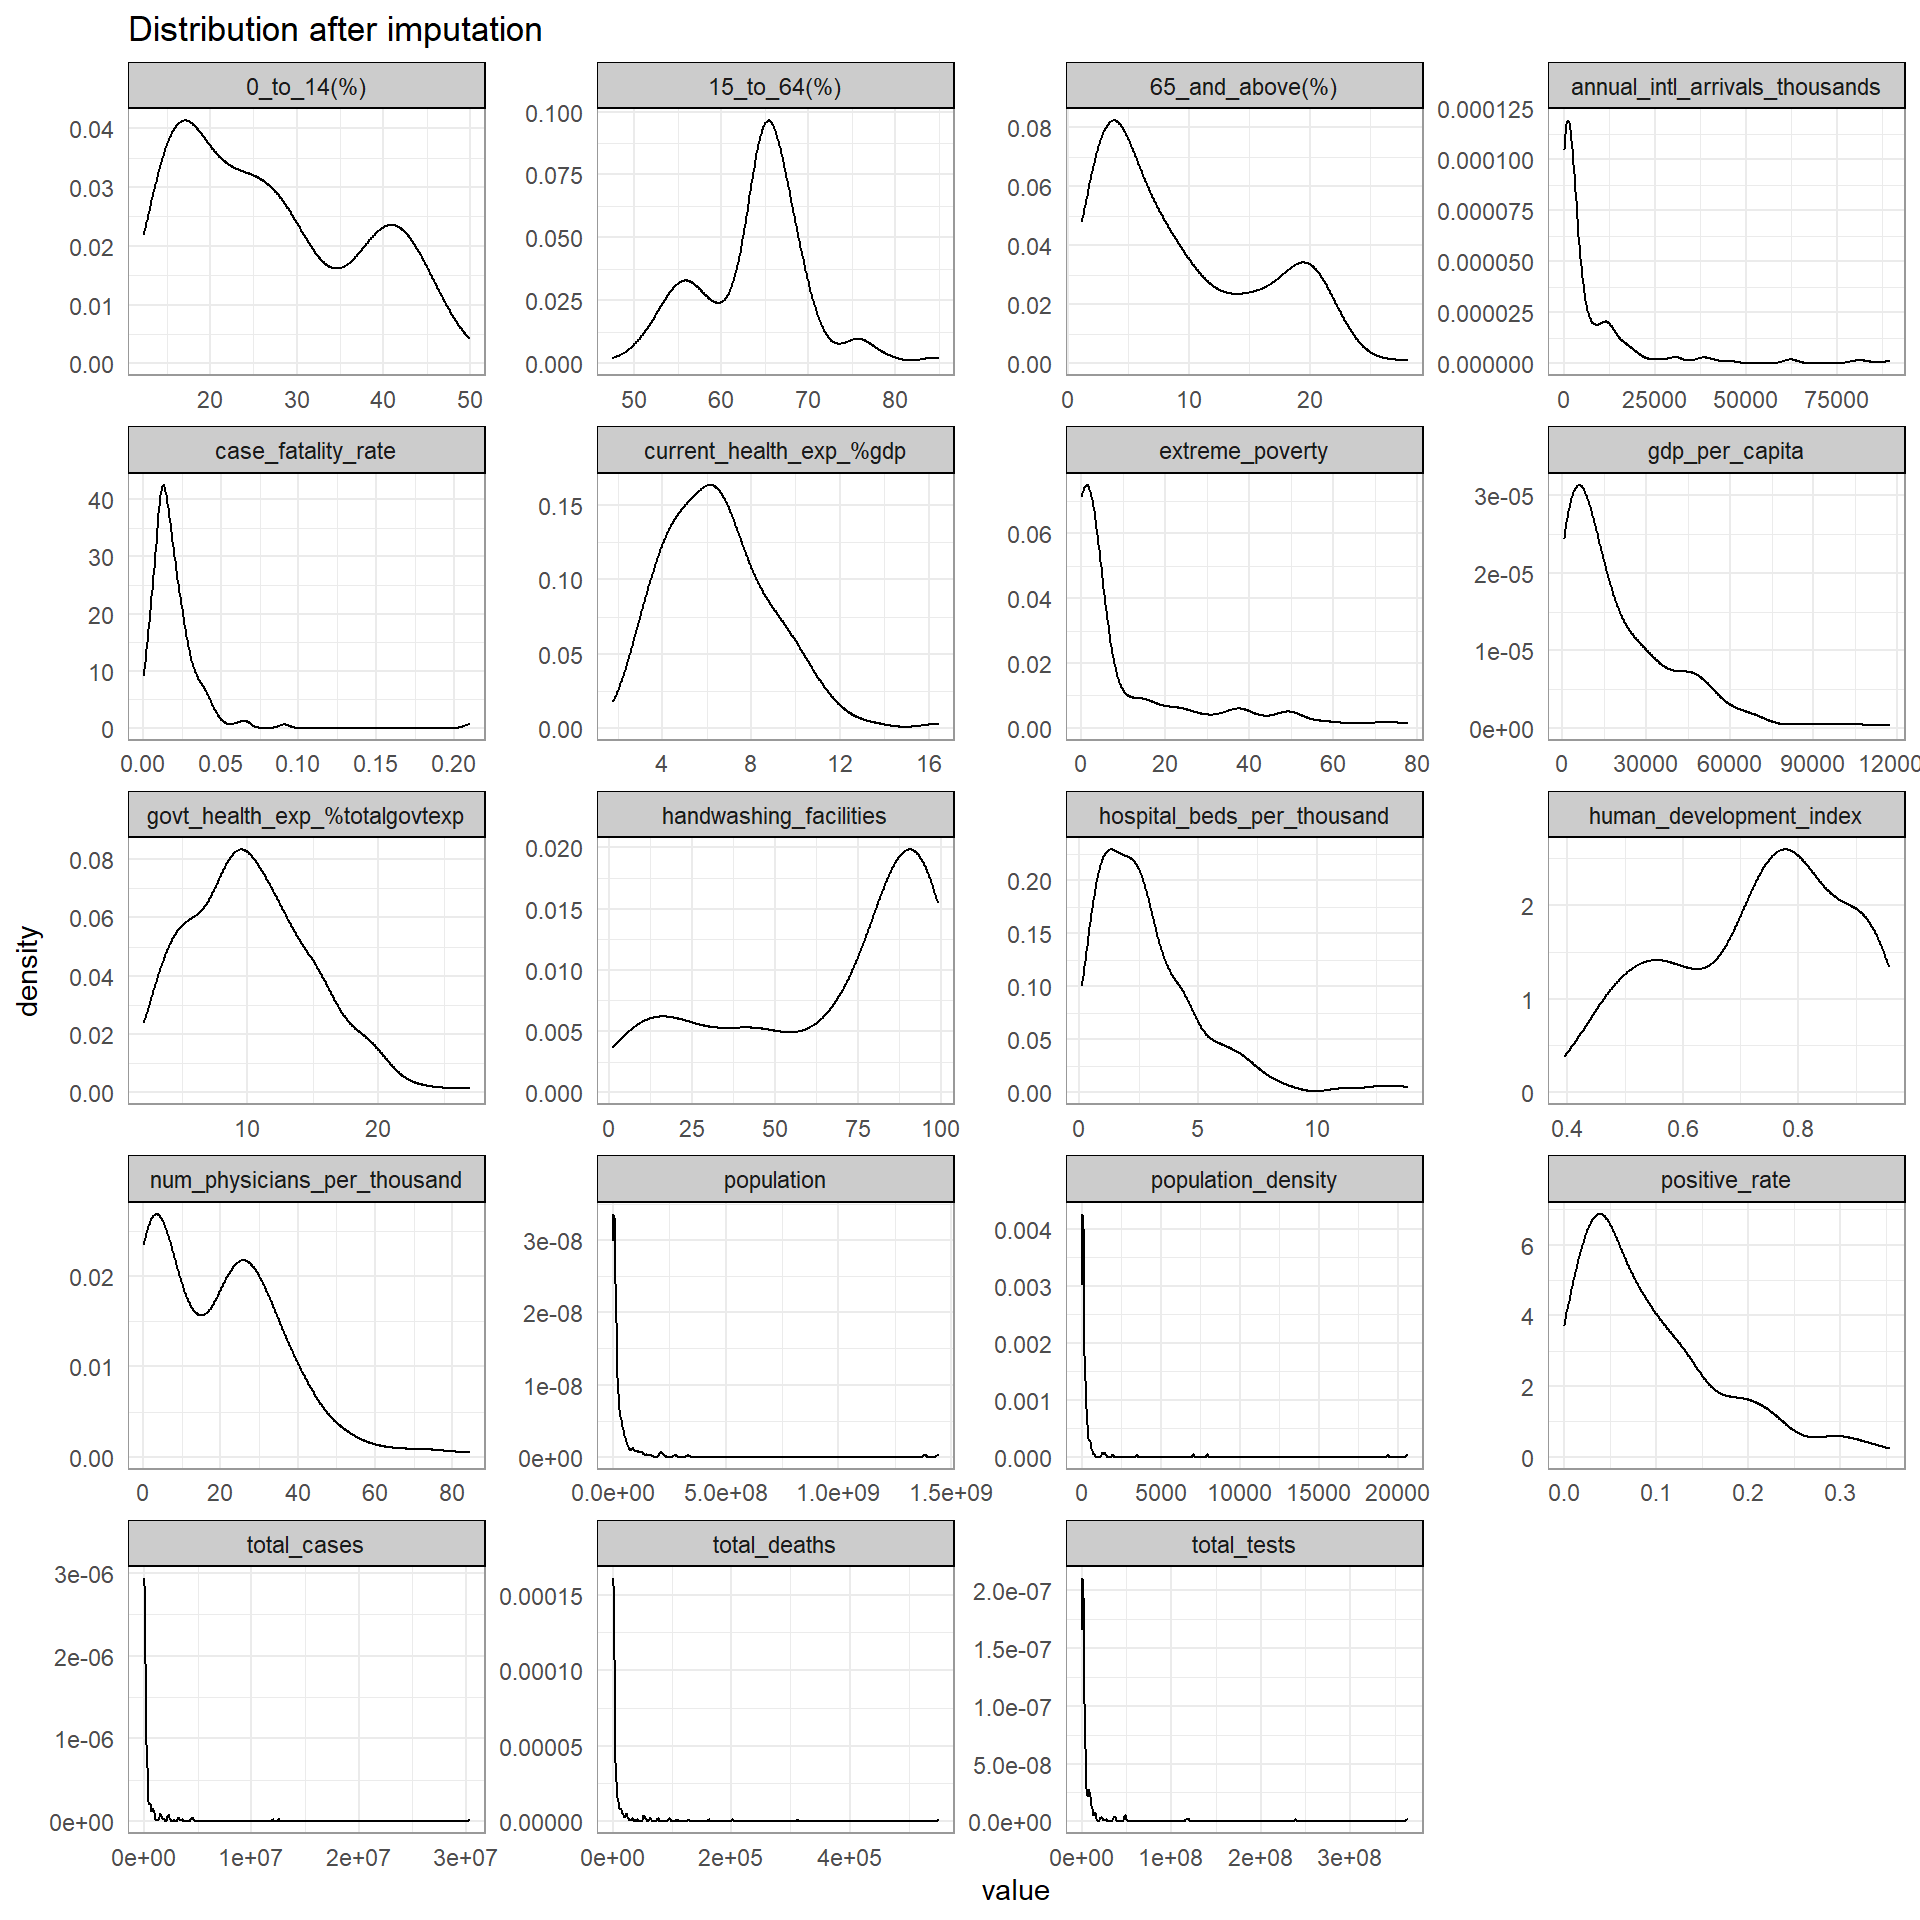 Distribution after imputation
0_to_14(%) 15_to_64(%) 65_and_above(%) annual_intl_arrivals_thousands
0.04 0.03 0.02 0.01 0.00
20 30 40 50
0.100 0.075 0.050 0.025 0.000
50 60 70 80
0.08 0.06 0.04 0.02 0.00
0 10 20
0.000125 0.000100 0.000075 0.000050 0.000025 0.000000
0 25000 50000 75000
case_fatality_rate current_health_exp_%gdp extreme_poverty gdp_per_capita
40 30 20 10 0
0.00 0.05 0.10 0.15 0.20
0.15 0.10 0.05 0.00
4 8 12 16
0.06 0.04 0.02 0.00
0 20 40 60 80
3e-05 2e-05 1e-05 0e+00
0 30000 60000 90000 12000
govt_health_exp_%totalgovtexp handwashing_facilities hospital_beds_per_thousand human_development_index
0.08 0.06 0.04 0.02 0.00
10 20
0.020 0.015 0.010 0.005 0.000
0 25 50 75 100
0.20 0.15 0.10 0.05 0.00
0 5 10
2 1 0
0.4 0.6 0.8
num_physicians_per_thousand population population_density positive_rate
0.02 0.01 0.00
0 20 40 60 80
3e-08 2e-08 1e-08 0e+00
0.0e+00 5.0e+08 1.0e+09 1.5e+09
0.004 0.003 0.002 0.001 0.000
0 5000 10000 15000 20000
6 4 2 0
0.0 0.1 0.2 0.3
total_cases total_deaths total_tests
3e-06 2e-06 1e-06 0e+00
0e+00 1e+07 2e+07 3e+07
0.00015 0.00010 0.00005 0.00000
0e+00 2e+05 4e+05
2.0e-07 1.5e-07 1.0e-07 5.0e-08 0.0e+00
0e+00 1e+08 2e+08 3e+08
density
value